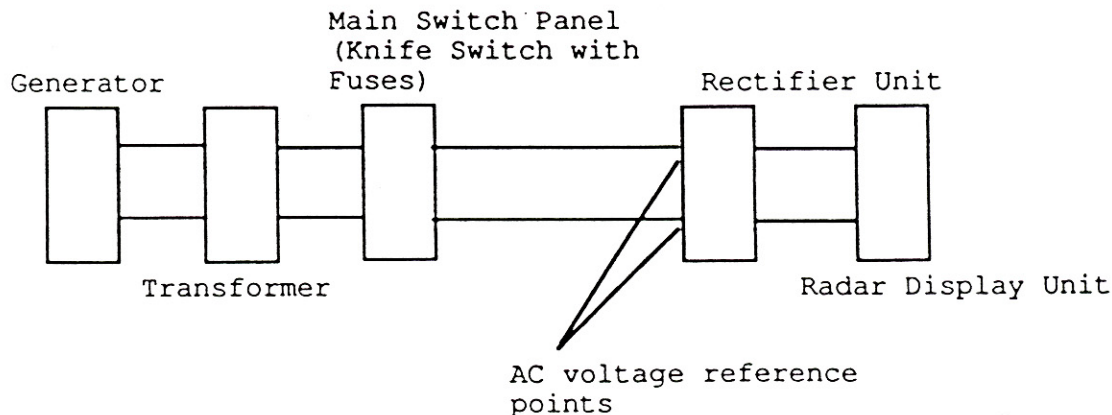 Main Switch Panel
(Knife Switch with
Fuses)
Generator
Rectifier Unit
Transformer
Radar Display Unit
AC voltage reference
points